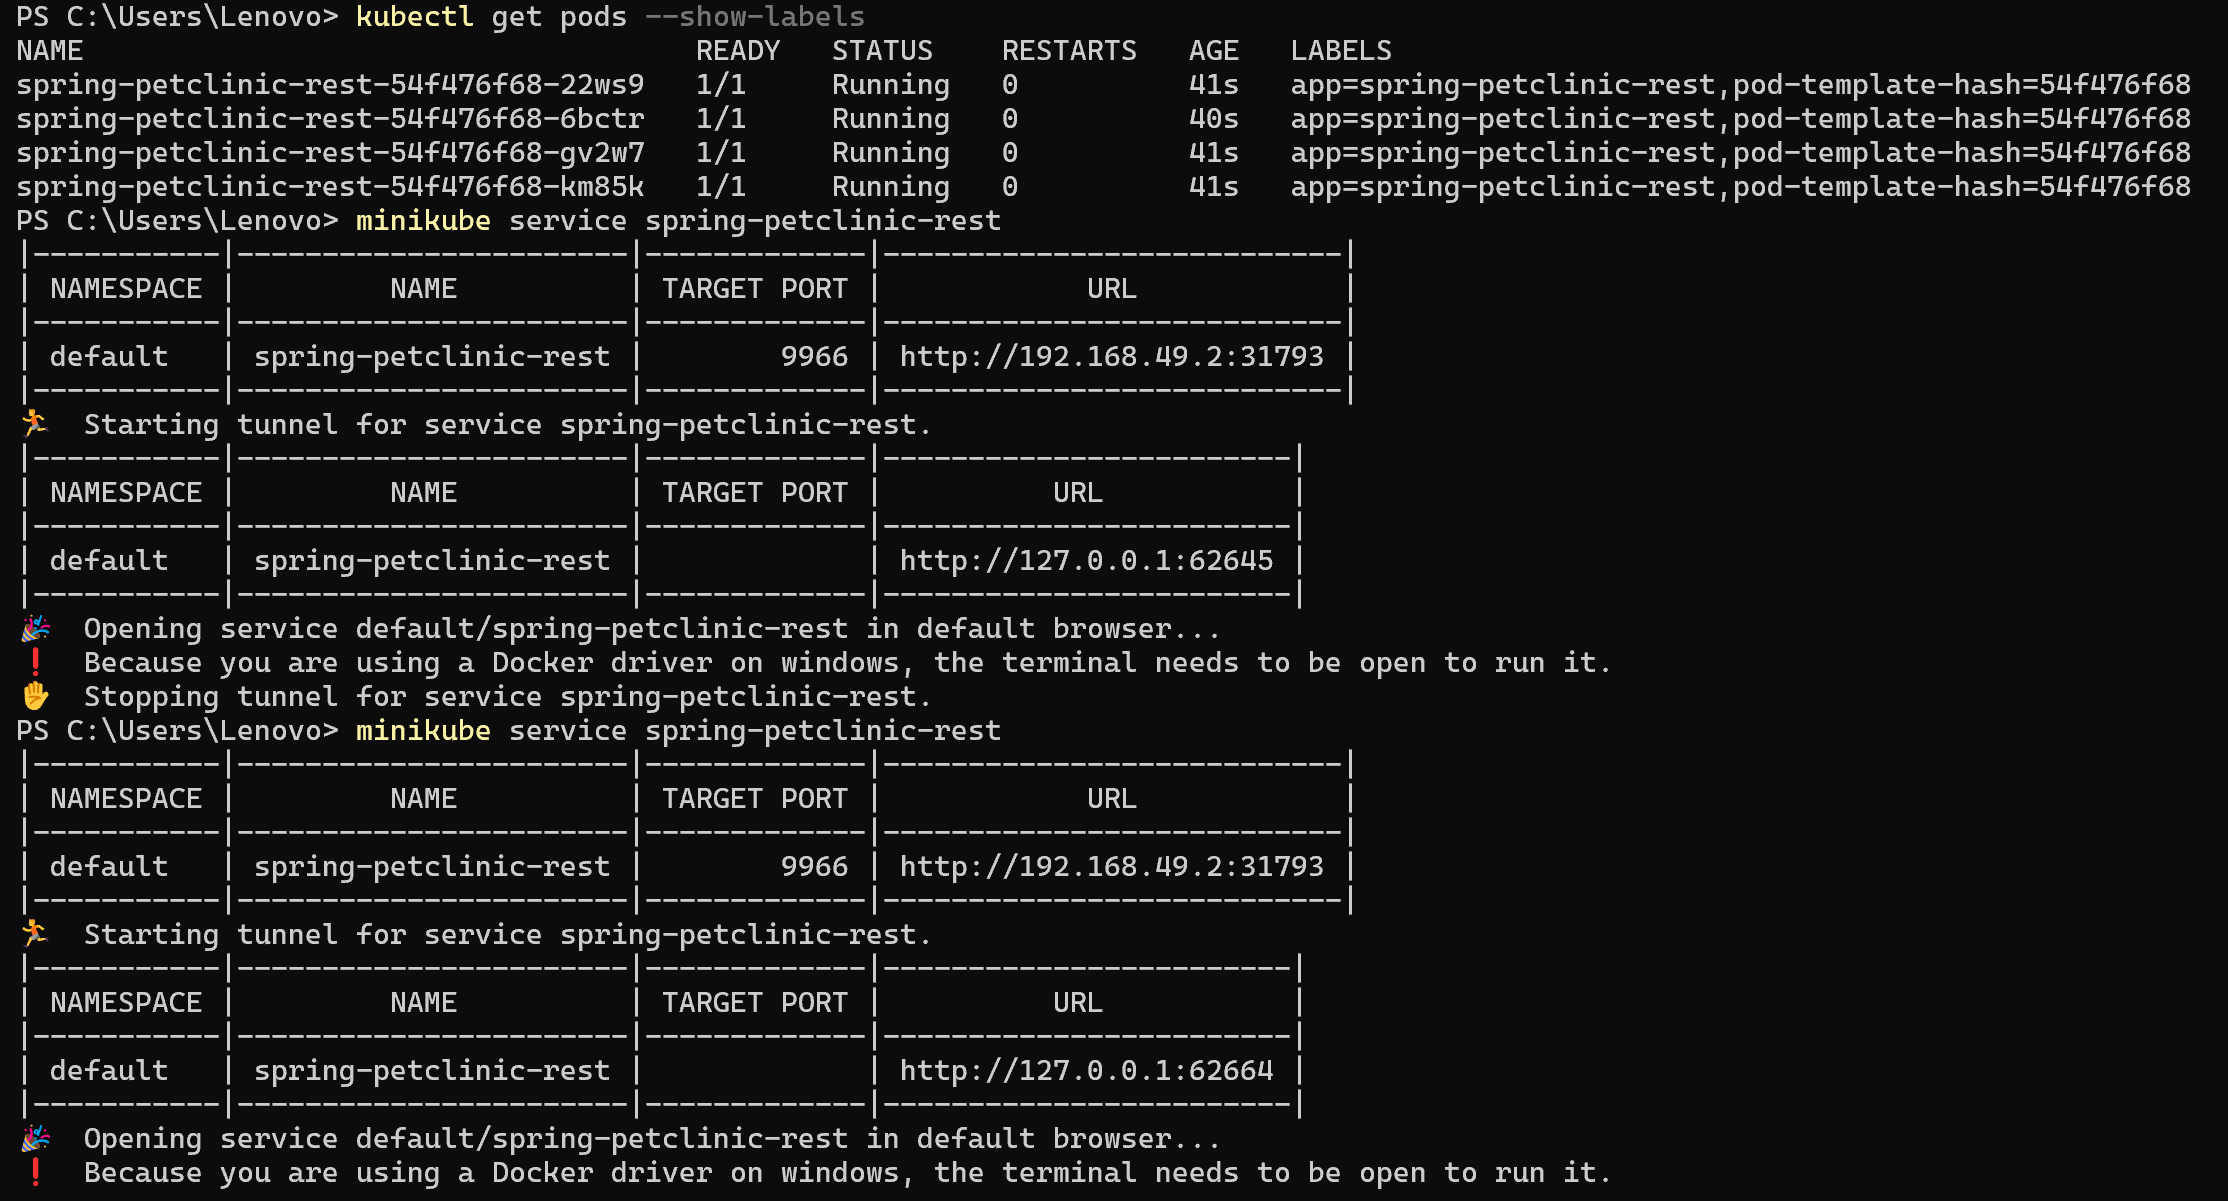 PS C:\Users\Lenovo> kubectl get pods --show-labels
NAME                                    READY   STATUS    RESTARTS   AGE   LABELS
spring-petclinic-rest-54f476f68-22ws9   1/1     Running   0          41s   app=spring-petclinic-rest,pod-template-hash=54f476f68
spring-petclinic-rest-54f476f68-6bctr   1/1     Running   0          40s   app=spring-petclinic-rest,pod-template-hash=54f476f68
spring-petclinic-rest-54f476f68-gv2w7   1/1     Running   0          41s   app=spring-petclinic-rest,pod-template-hash=54f476f68
spring-petclinic-rest-54f476f68-km85k   1/1     Running   0          41s   app=spring-petclinic-rest,pod-template-hash=54f476f68
PS C:\Users\Lenovo> minikube service spring-petclinic-rest
|-----------|-----------------------|-------------|---------------------------|
| NAMESPACE |         NAME          | TARGET PORT |            URL            |
|-----------|-----------------------|-------------|---------------------------|
| default   | spring-petclinic-rest |        9966 | http://192.168.49.2:31793 |
|-----------|-----------------------|-------------|---------------------------|
🏃  Starting tunnel for service spring-petclinic-rest.
|-----------|-----------------------|-------------|------------------------|
| NAMESPACE |         NAME          | TARGET PORT |          URL           |
|-----------|-----------------------|-------------|------------------------|
| default   | spring-petclinic-rest |             | http://127.0.0.1:62645 |
|-----------|-----------------------|-------------|------------------------|
🎉  Opening service default/spring-petclinic-rest in default browser...
❗  Because you are using a Docker driver on windows, the terminal needs to be open to run it.
✋  Stopping tunnel for service spring-petclinic-rest.
PS C:\Users\Lenovo> minikube service spring-petclinic-rest
|-----------|-----------------------|-------------|---------------------------|
| NAMESPACE |         NAME          | TARGET PORT |            URL            |
|-----------|-----------------------|-------------|---------------------------|
| default   | spring-petclinic-rest |        9966 | http://192.168.49.2:31793 |
|-----------|-----------------------|-------------|---------------------------|
🏃  Starting tunnel for service spring-petclinic-rest.
|-----------|-----------------------|-------------|------------------------|
| NAMESPACE |         NAME          | TARGET PORT |          URL           |
|-----------|-----------------------|-------------|------------------------|
| default   | spring-petclinic-rest |             | http://127.0.0.1:62664 |
|-----------|-----------------------|-------------|------------------------|
🎉  Opening service default/spring-petclinic-rest in default browser...
❗  Because you are using a Docker driver on windows, the terminal needs to be open to run it.